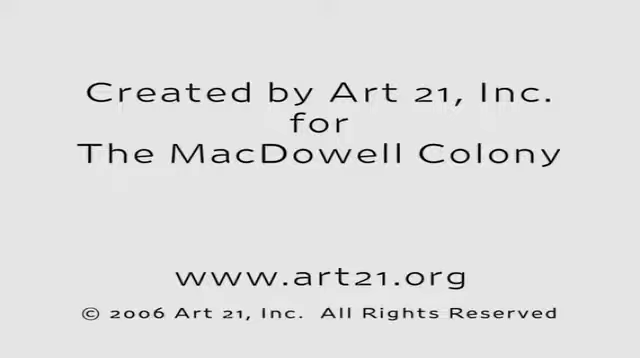 Created by Art 21, Inc.
for
The MacDowell Colony
www.art21.org
© 2006 Art 21, Inc. All Rights Reserved